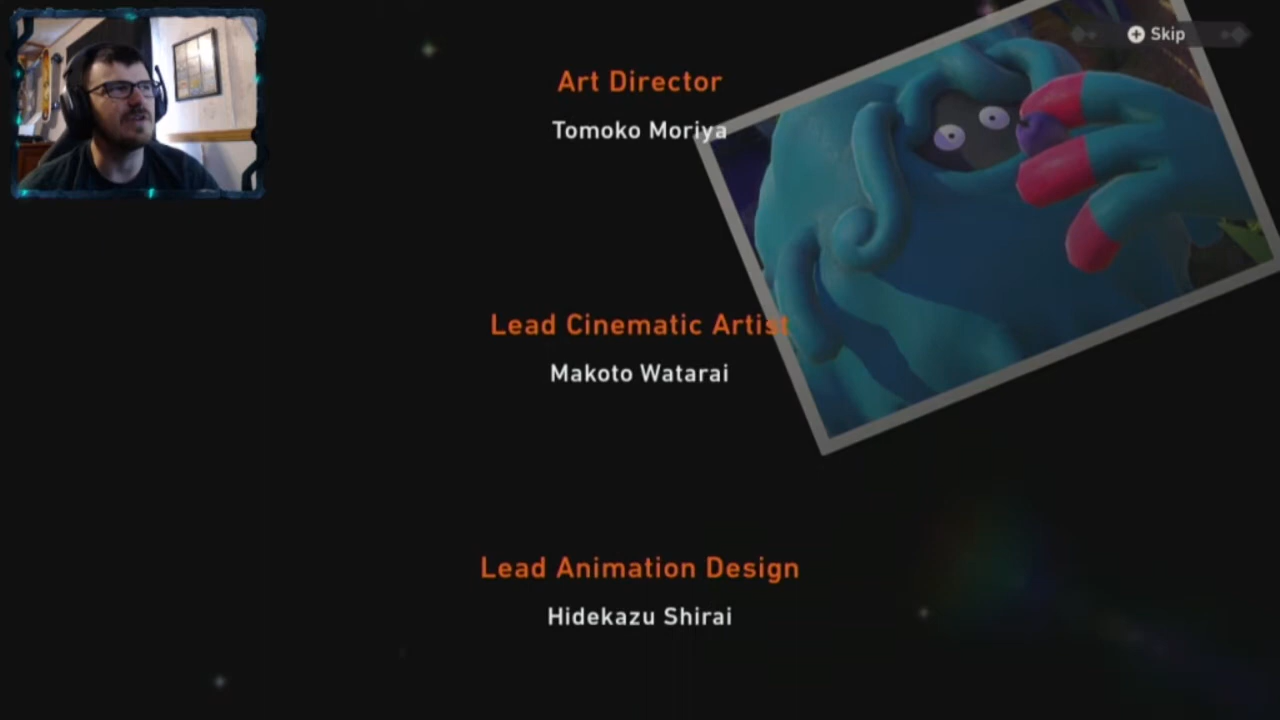 Skip
Art Director
Tomoko Moriya
Lead Cinematic Artist
Makoto Watarai
Lead Animation Design
Hidekazu Shirai